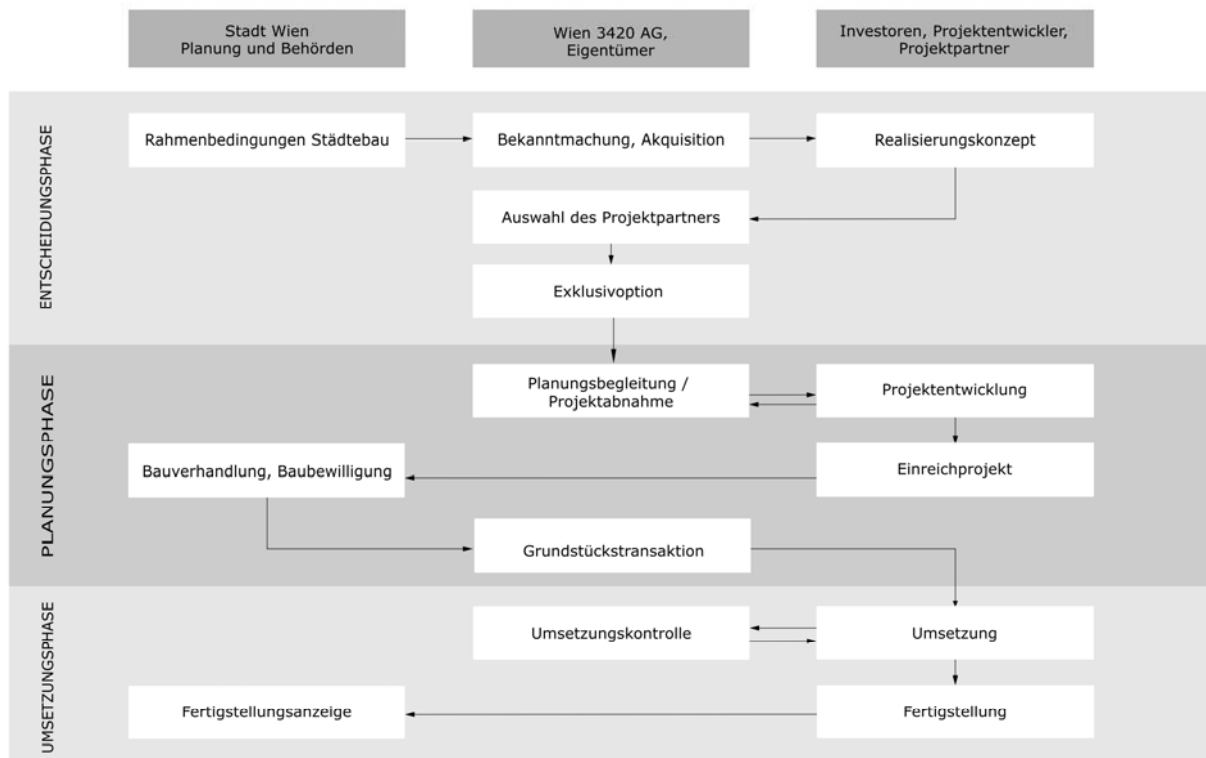 Stadt Wien
Planung und Behörden
Wien 3420 AG,
Eigentümer
Investoren, Projektentwickler,
Projektpartner
ENTSCHEIDUNGSPHASE
Rahmenbedingungen Städtebau
Bekanntmachung, Akquisition
Realisierungskonzept
Auswahl des Projektpartners
Exklusivoption
PLANUNGSPHASE
Planungsbegleitung /
Projektabnahme
Projektentwicklung
Bauverhandlung, Baubewilligung
Einreichprojekt
Grundstückstransaktion
UMSETZUNGSPHASE
Umsetzungskontrolle
Umsetzung
Fertigstellungsanzeige
Fertigstellung